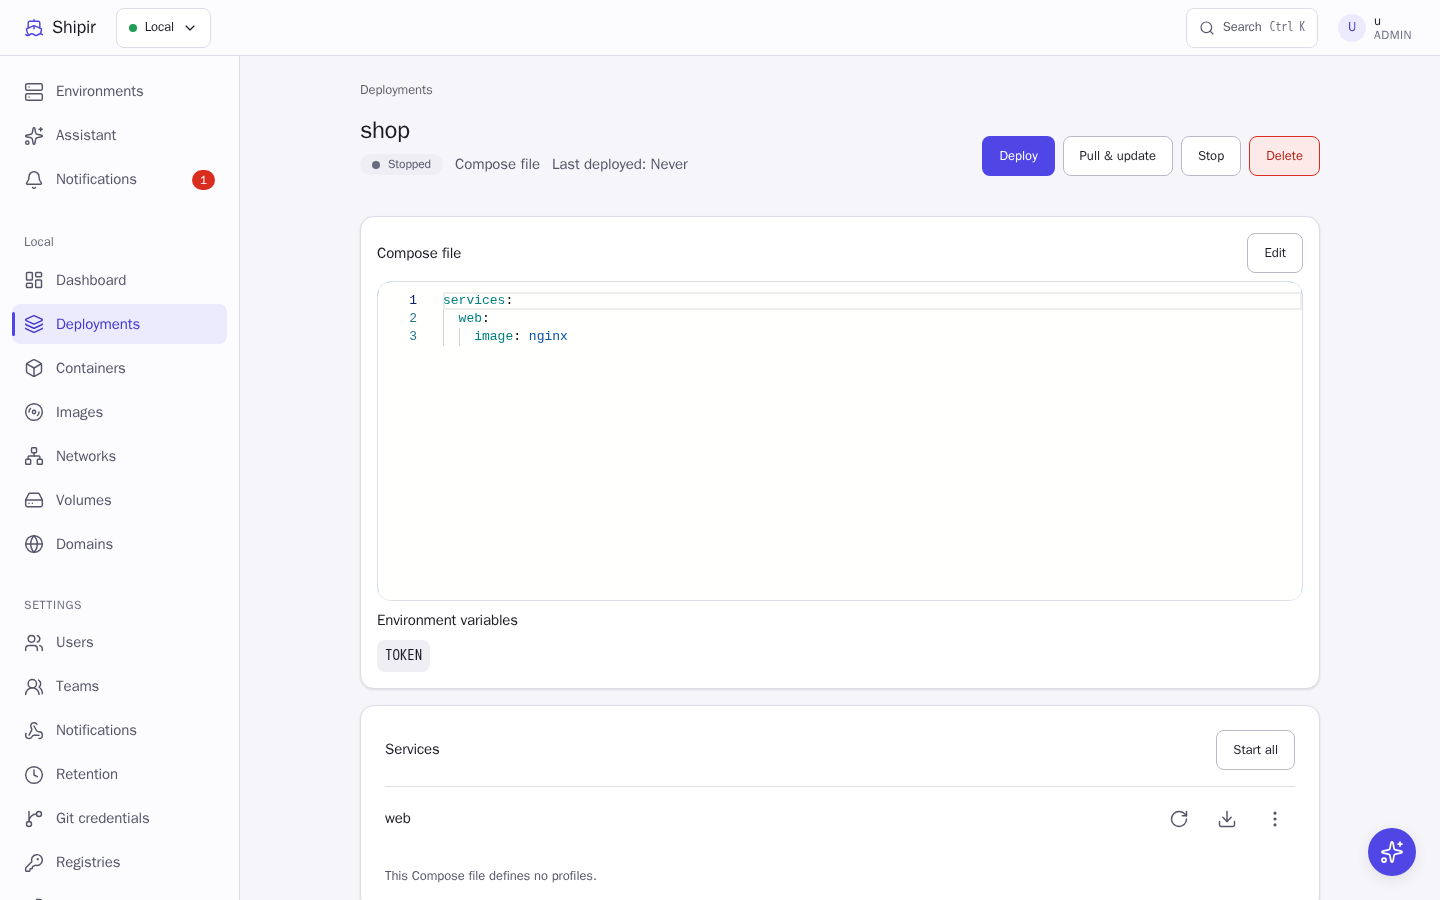 Shipir
Local
Search Ctrl K
U
u
ADMIN
Environments
Assistant
Notifications 1
Local
Dashboard
Deployments
Containers
Images
Networks
Volumes
Domains
SETTINGS
Users
Teams
Notifications
Retention
Git credentials
Registries
Deployments
shop
Stopped Compose file Last deployed: Never
Deploy Pull & update Stop Delete
Compose file Edit
1 services:
2 web:
3 image: nginx
Environment variables
TOKEN
Services Start all
web
This Compose file defines no profiles.